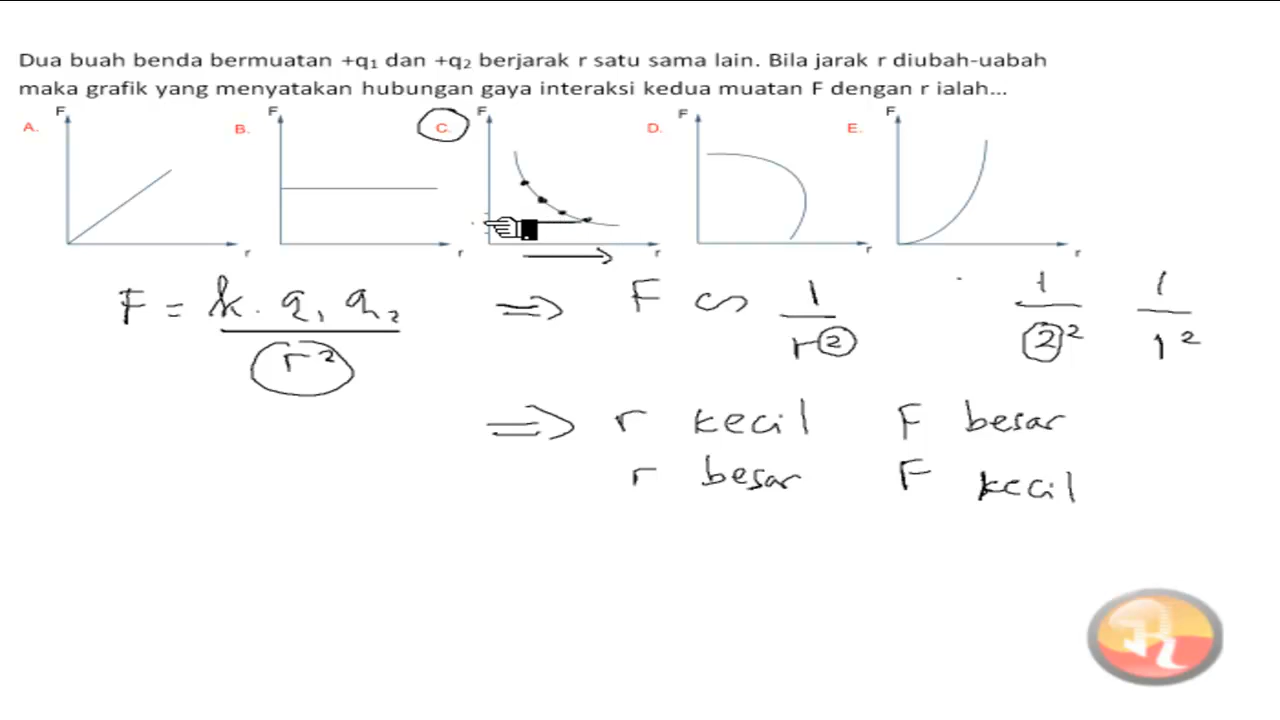 Dua buah benda bermuatan +q₁ dan +q₂ berjarak r satu sama lain. Bila jarak r diubah-uabah
maka grafik yang menyatakan hubungan gaya interaksi kedua muatan F dengan r ialah...
A. F r
B. F r
C. F r
D. F r
E. F r
F = k . q₁ q₂ / r² ⇒ F ∽ 1 / r² 1 / 2² 1 / 1²
⇒ r kecil F besar
r besar F kecil